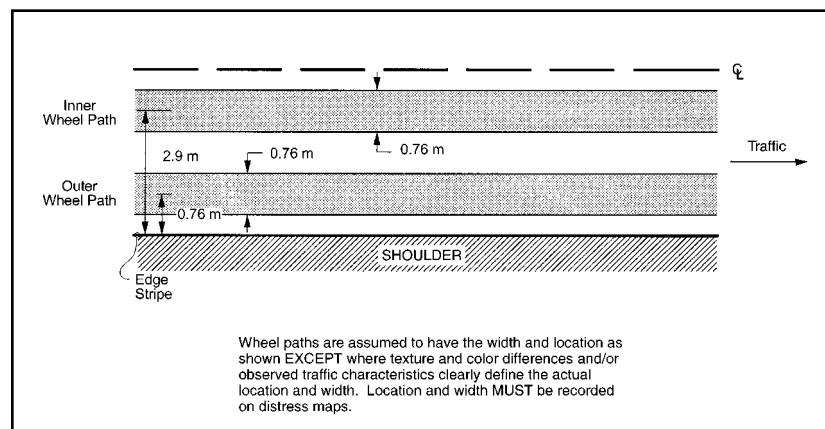 ℄
Inner
Wheel Path
2.9 m
0.76 m
0.76 m
Traffic
Outer
Wheel Path
0.76 m
SHOULDER
Edge
Stripe
Wheel paths are assumed to have the width and location as
shown EXCEPT where texture and color differences and/or
observed traffic characteristics clearly define the actual
location and width. Location and width MUST be recorded
on distress maps.